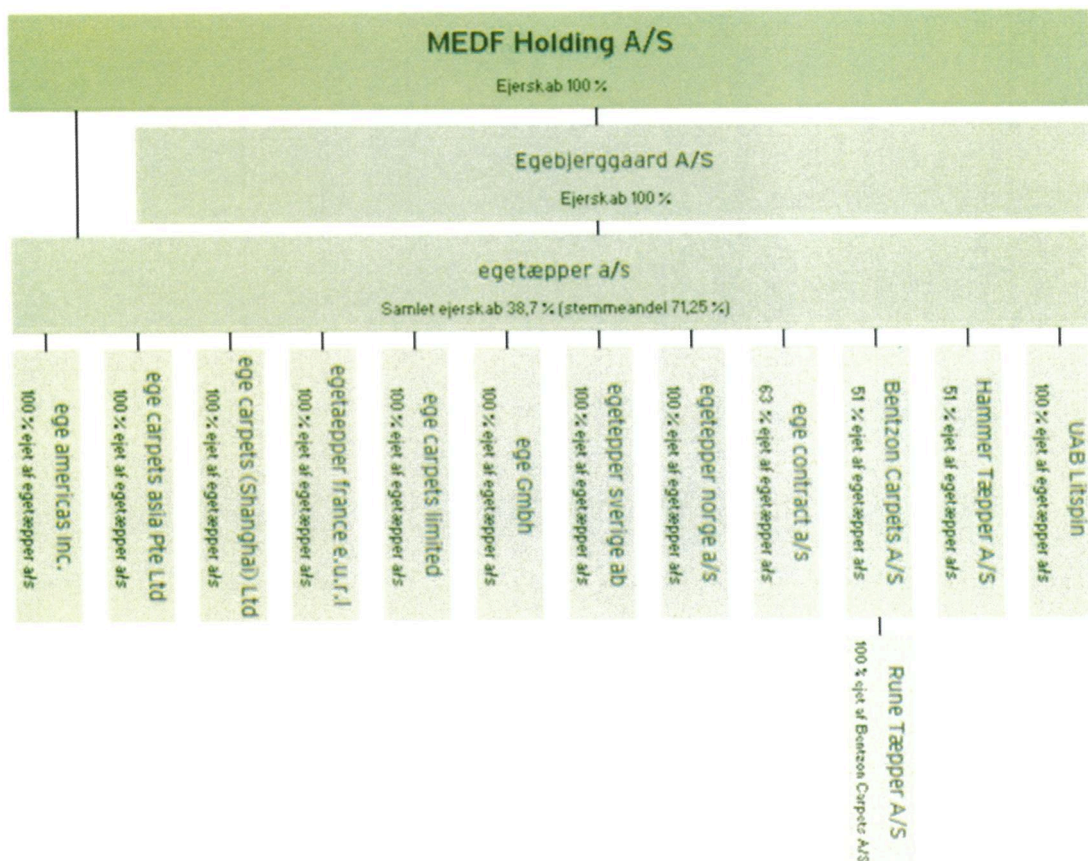 MEDF Holding A/S
Ejerskab 100 %
Egebjerggaard A/S
Ejerskab 100 %
egetæpper a/s
Samlet ejerskab 38,7 % (stemmeandel 71,25 %)
ege americas inc.
100 % ejet af egetæpper a/s
ege carpets asia Pte Ltd
100 % ejet af egetæpper a/s
ege carpets (Shanghai) Ltd
100 % ejet af egetæpper a/s
egetaepper france e.u.r.l
100 % ejet af egetæpper a/s
ege carpets limited
100 % ejet af egetæpper a/s
ege Gmbh
100 % ejet af egetæpper a/s
egetepper sverige ab
100 % ejet af egetæpper a/s
egetepper norge a/s
100 % ejet af egetæpper a/s
ege contract a/s
63 % ejet af egetæpper a/s
Bentzon Carpets A/S
51 % ejet af egetæpper a/s
Hammer Tæpper A/S
51 % ejet af egetæpper a/s
UAB Litspin
100 % ejet af egetæpper a/s
Rune Tæpper A/S
100 % ejet af Bentzon Carpets A/S